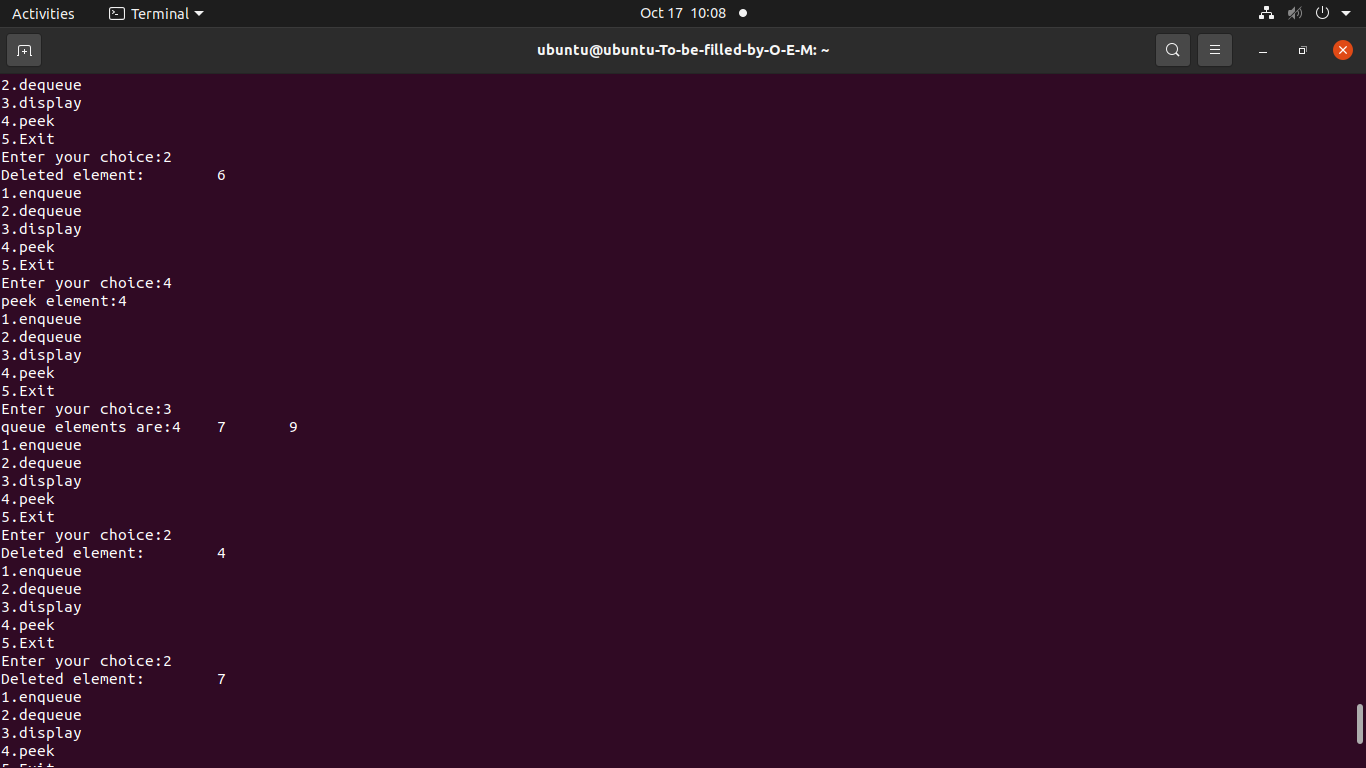 Activities Terminal Oct 17 10:08
ubuntu@ubuntu-To-be-filled-by-O-E-M: ~
2.dequeue
3.display
4.peek
5.Exit
Enter your choice:2
Deleted element: 6
1.enqueue
2.dequeue
3.display
4.peek
5.Exit
Enter your choice:4
peek element:4
1.enqueue
2.dequeue
3.display
4.peek
5.Exit
Enter your choice:3
queue elements are:4 7 9
1.enqueue
2.dequeue
3.display
4.peek
5.Exit
Enter your choice:2
Deleted element: 4
1.enqueue
2.dequeue
3.display
4.peek
5.Exit
Enter your choice:2
Deleted element: 7
1.enqueue
2.dequeue
3.display
4.peek
5.Exit